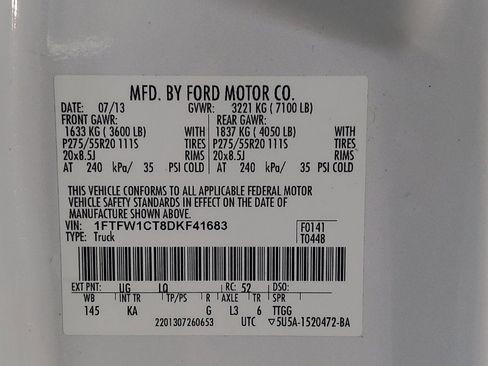 MFD. BY FORD MOTOR CO.
DATE: 07/13 GVWR: 3221 KG ( 7100 LB)
FRONT GAWR: REAR GAWR:
1633 KG ( 3600 LB) WITH 1837 KG ( 4050 LB) WITH
P275/55R20 111S TIRES P275/55R20 111S TIRES
20x8.5J RIMS 20x8.5J RIMS
AT 240 kPa/ 35 PSI COLD AT 240 kPa/ 35 PSI COLD
THIS VEHICLE CONFORMS TO ALL APPLICABLE FEDERAL MOTOR
VEHICLE SAFETY STANDARDS IN EFFECT ON THE DATE OF
MANUFACTURE SHOWN ABOVE.
VIN: 1FTFW1CT8DKF41683 F0141
TYPE: Truck T044B
EXT PNT: UG LQ RC: 52 DSO:
WB INT TR TP/PS R AXLE TR SPR
145 KA G L3 6 TTGG
2201307260653 UTC ▽5U5A-1520472-BA